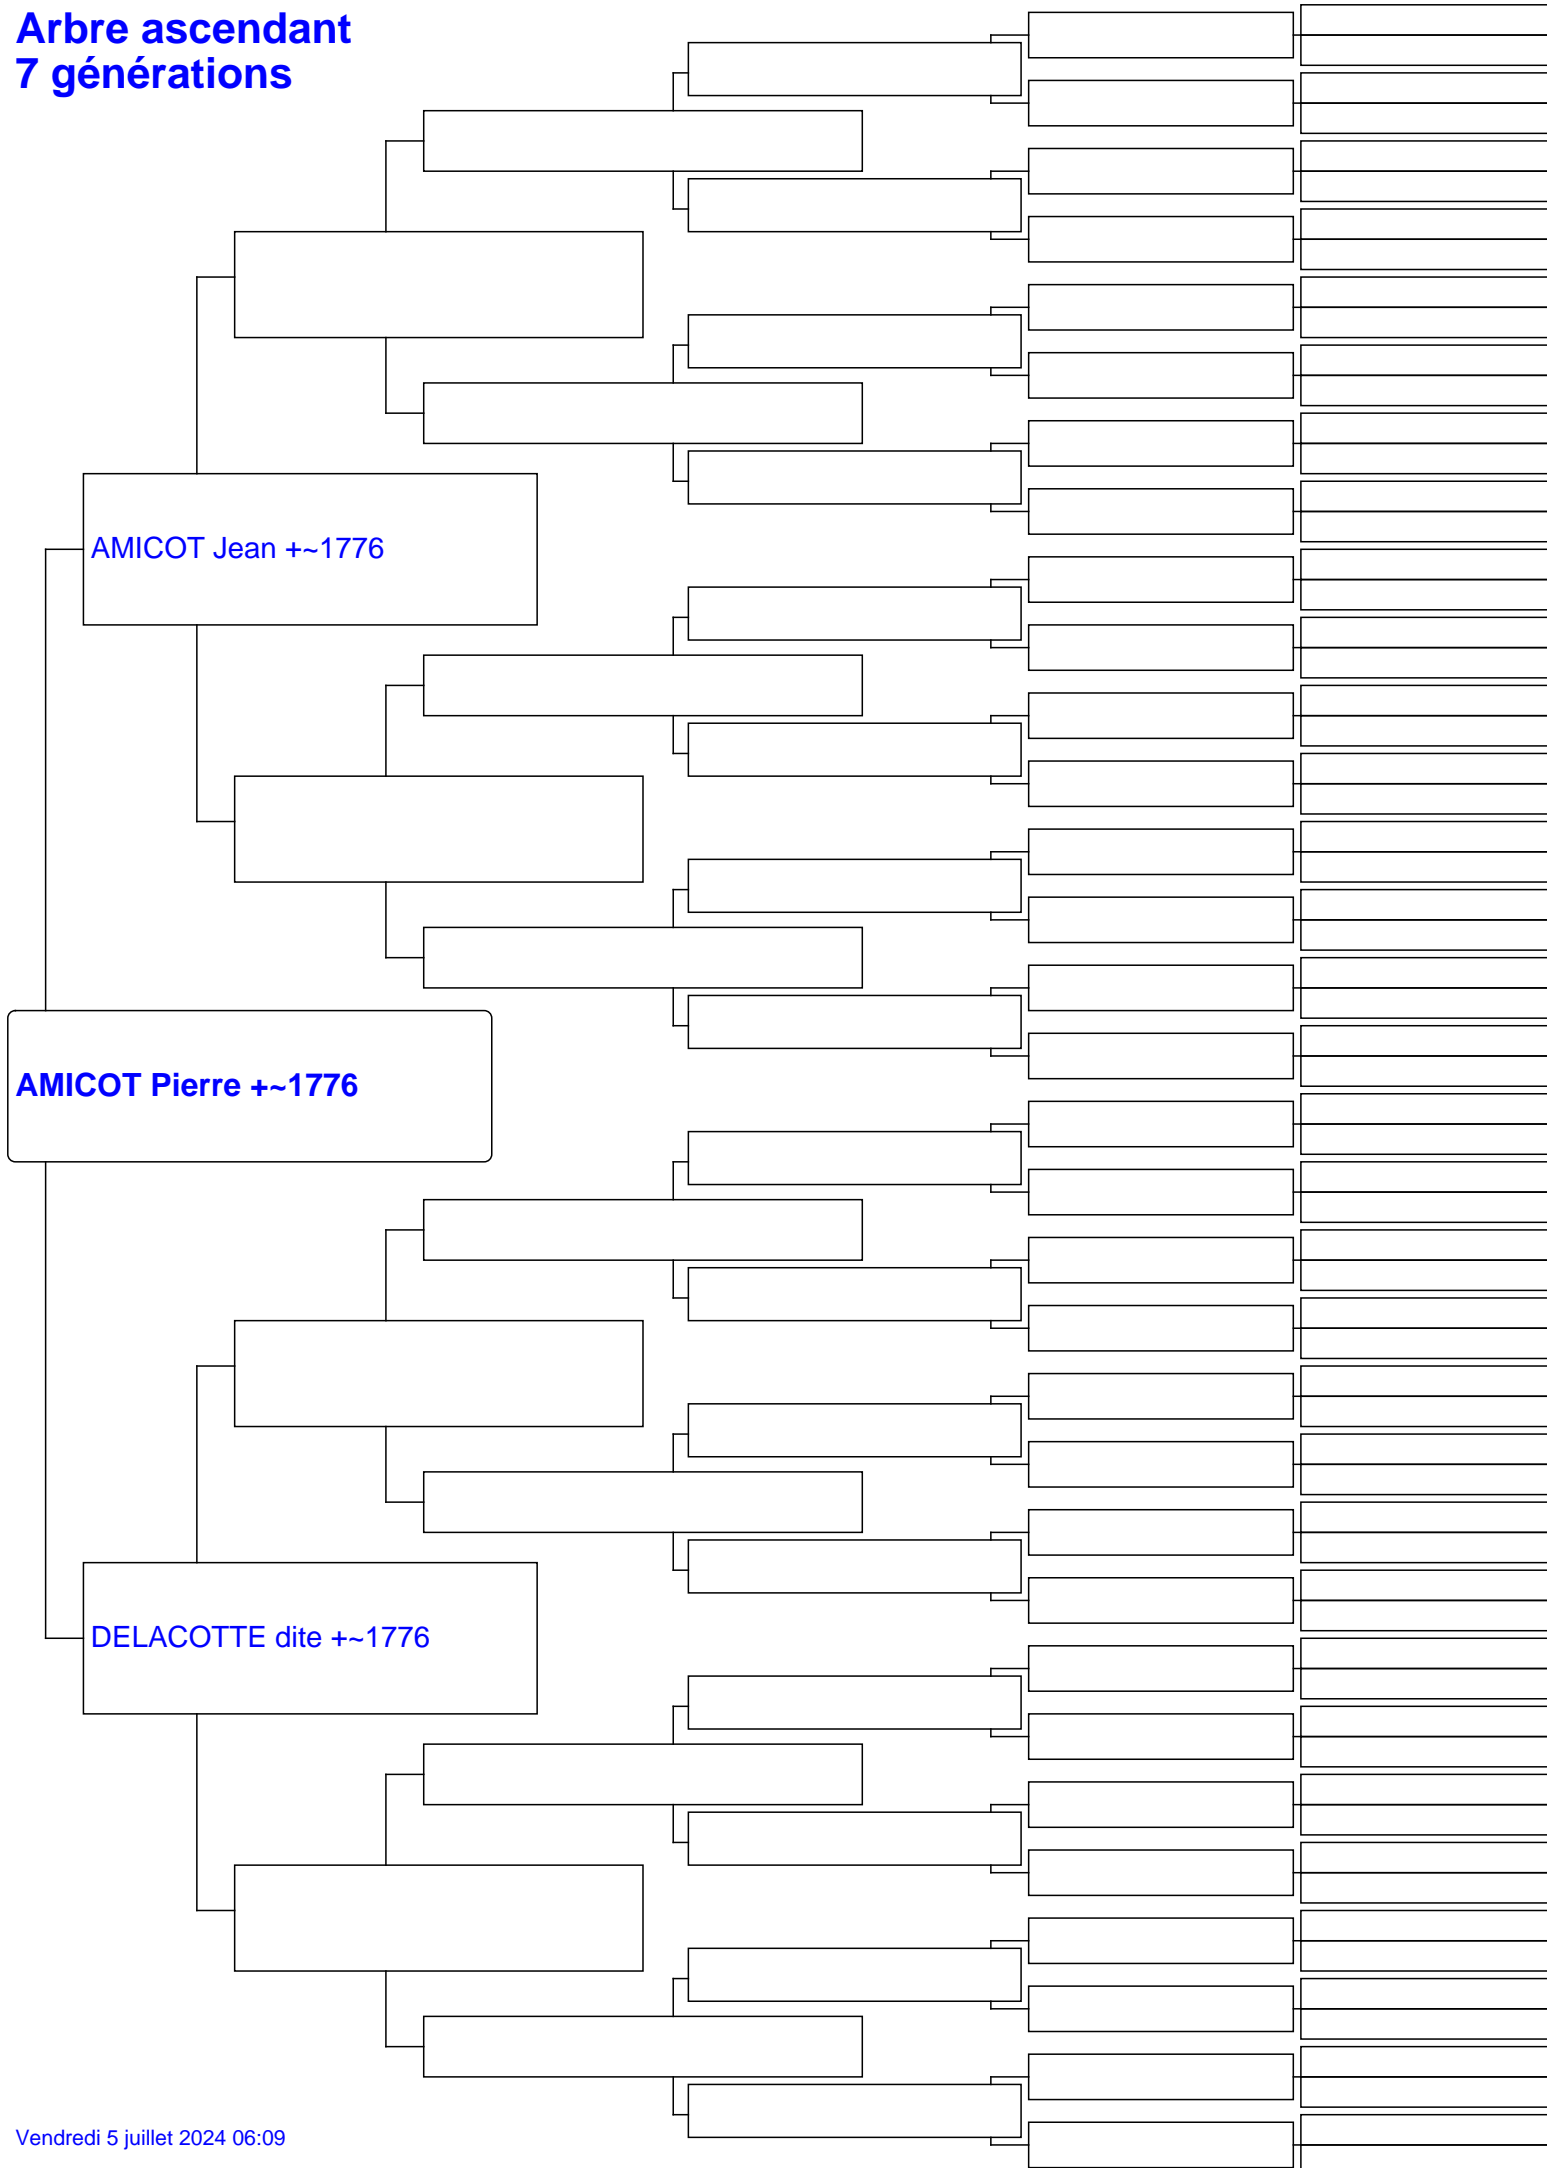 Arbre ascendant
7 générations
AMICOT Jean +~1776
AMICOT Pierre +~1776
DELACOTTE dite +~1776
Vendredi 5 juillet 2024 06:09